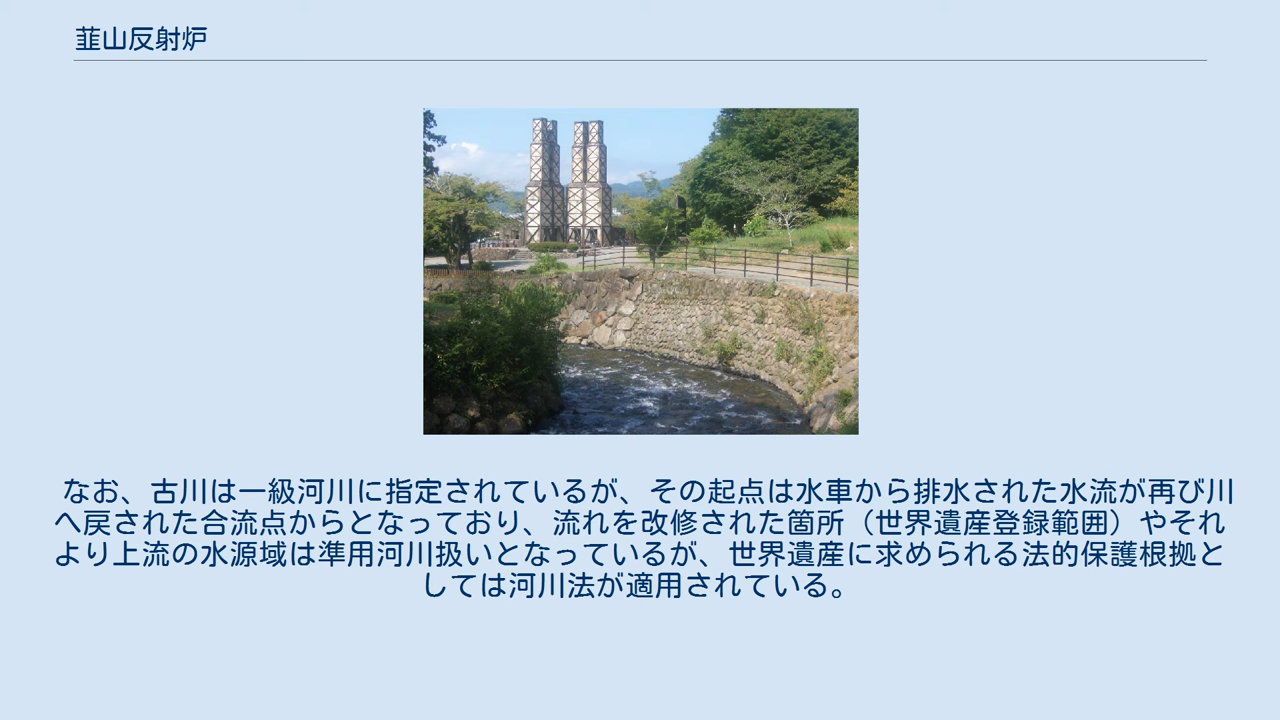 韮山反射炉
なお、古川は一級河川に指定されているが、その起点は水車から排水された水流が再び川
へ戻された合流点からとなっており、流れを改修された箇所（世界遺産登録範囲）やそれ
より上流の水源域は準用河川扱いとなっているが、世界遺産に求められる法的保護根拠と
しては河川法が適用されている。